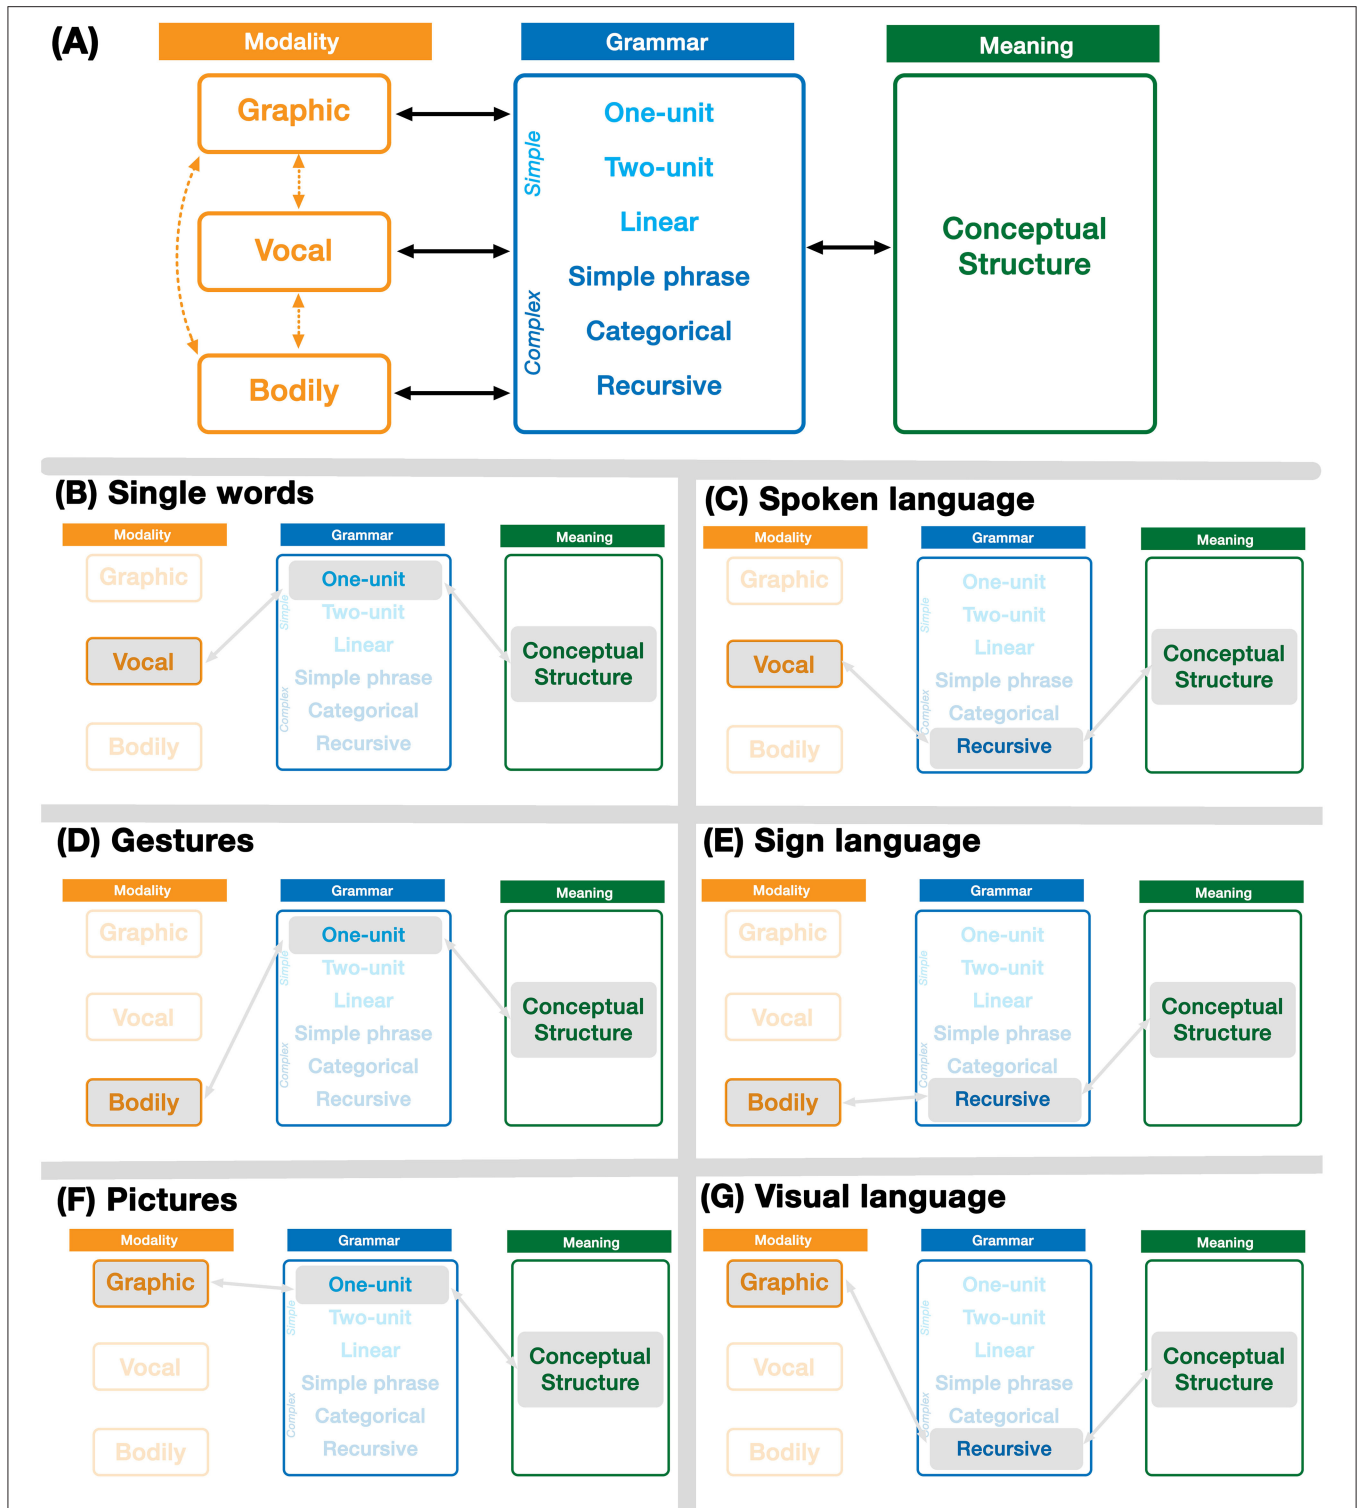 (A)
Modality
Grammar
Meaning
Graphic
Vocal
Bodily
Simple
Complex
One-unit
Two-unit
Linear
Simple phrase
Categorical
Recursive
Conceptual
Structure
(B) Single words
Modality
Grammar
Meaning
Graphic
Vocal
Bodily
Simple
Complex
One-unit
Two-unit
Linear
Simple phrase
Categorical
Recursive
Conceptual
Structure
(C) Spoken language
Modality
Grammar
Meaning
Graphic
Vocal
Bodily
Simple
Complex
One-unit
Two-unit
Linear
Simple phrase
Categorical
Recursive
Conceptual
Structure
(D) Gestures
Modality
Grammar
Meaning
Graphic
Vocal
Bodily
Simple
Complex
One-unit
Two-unit
Linear
Simple phrase
Categorical
Recursive
Conceptual
Structure
(E) Sign language
Modality
Grammar
Meaning
Graphic
Vocal
Bodily
Simple
Complex
One-unit
Two-unit
Linear
Simple phrase
Categorical
Recursive
Conceptual
Structure
(F) Pictures
Modality
Grammar
Meaning
Graphic
Vocal
Bodily
Simple
Complex
One-unit
Two-unit
Linear
Simple phrase
Categorical
Recursive
Conceptual
Structure
(G) Visual language
Modality
Grammar
Meaning
Graphic
Vocal
Bodily
Simple
Complex
One-unit
Two-unit
Linear
Simple phrase
Categorical
Recursive
Conceptual
Structure